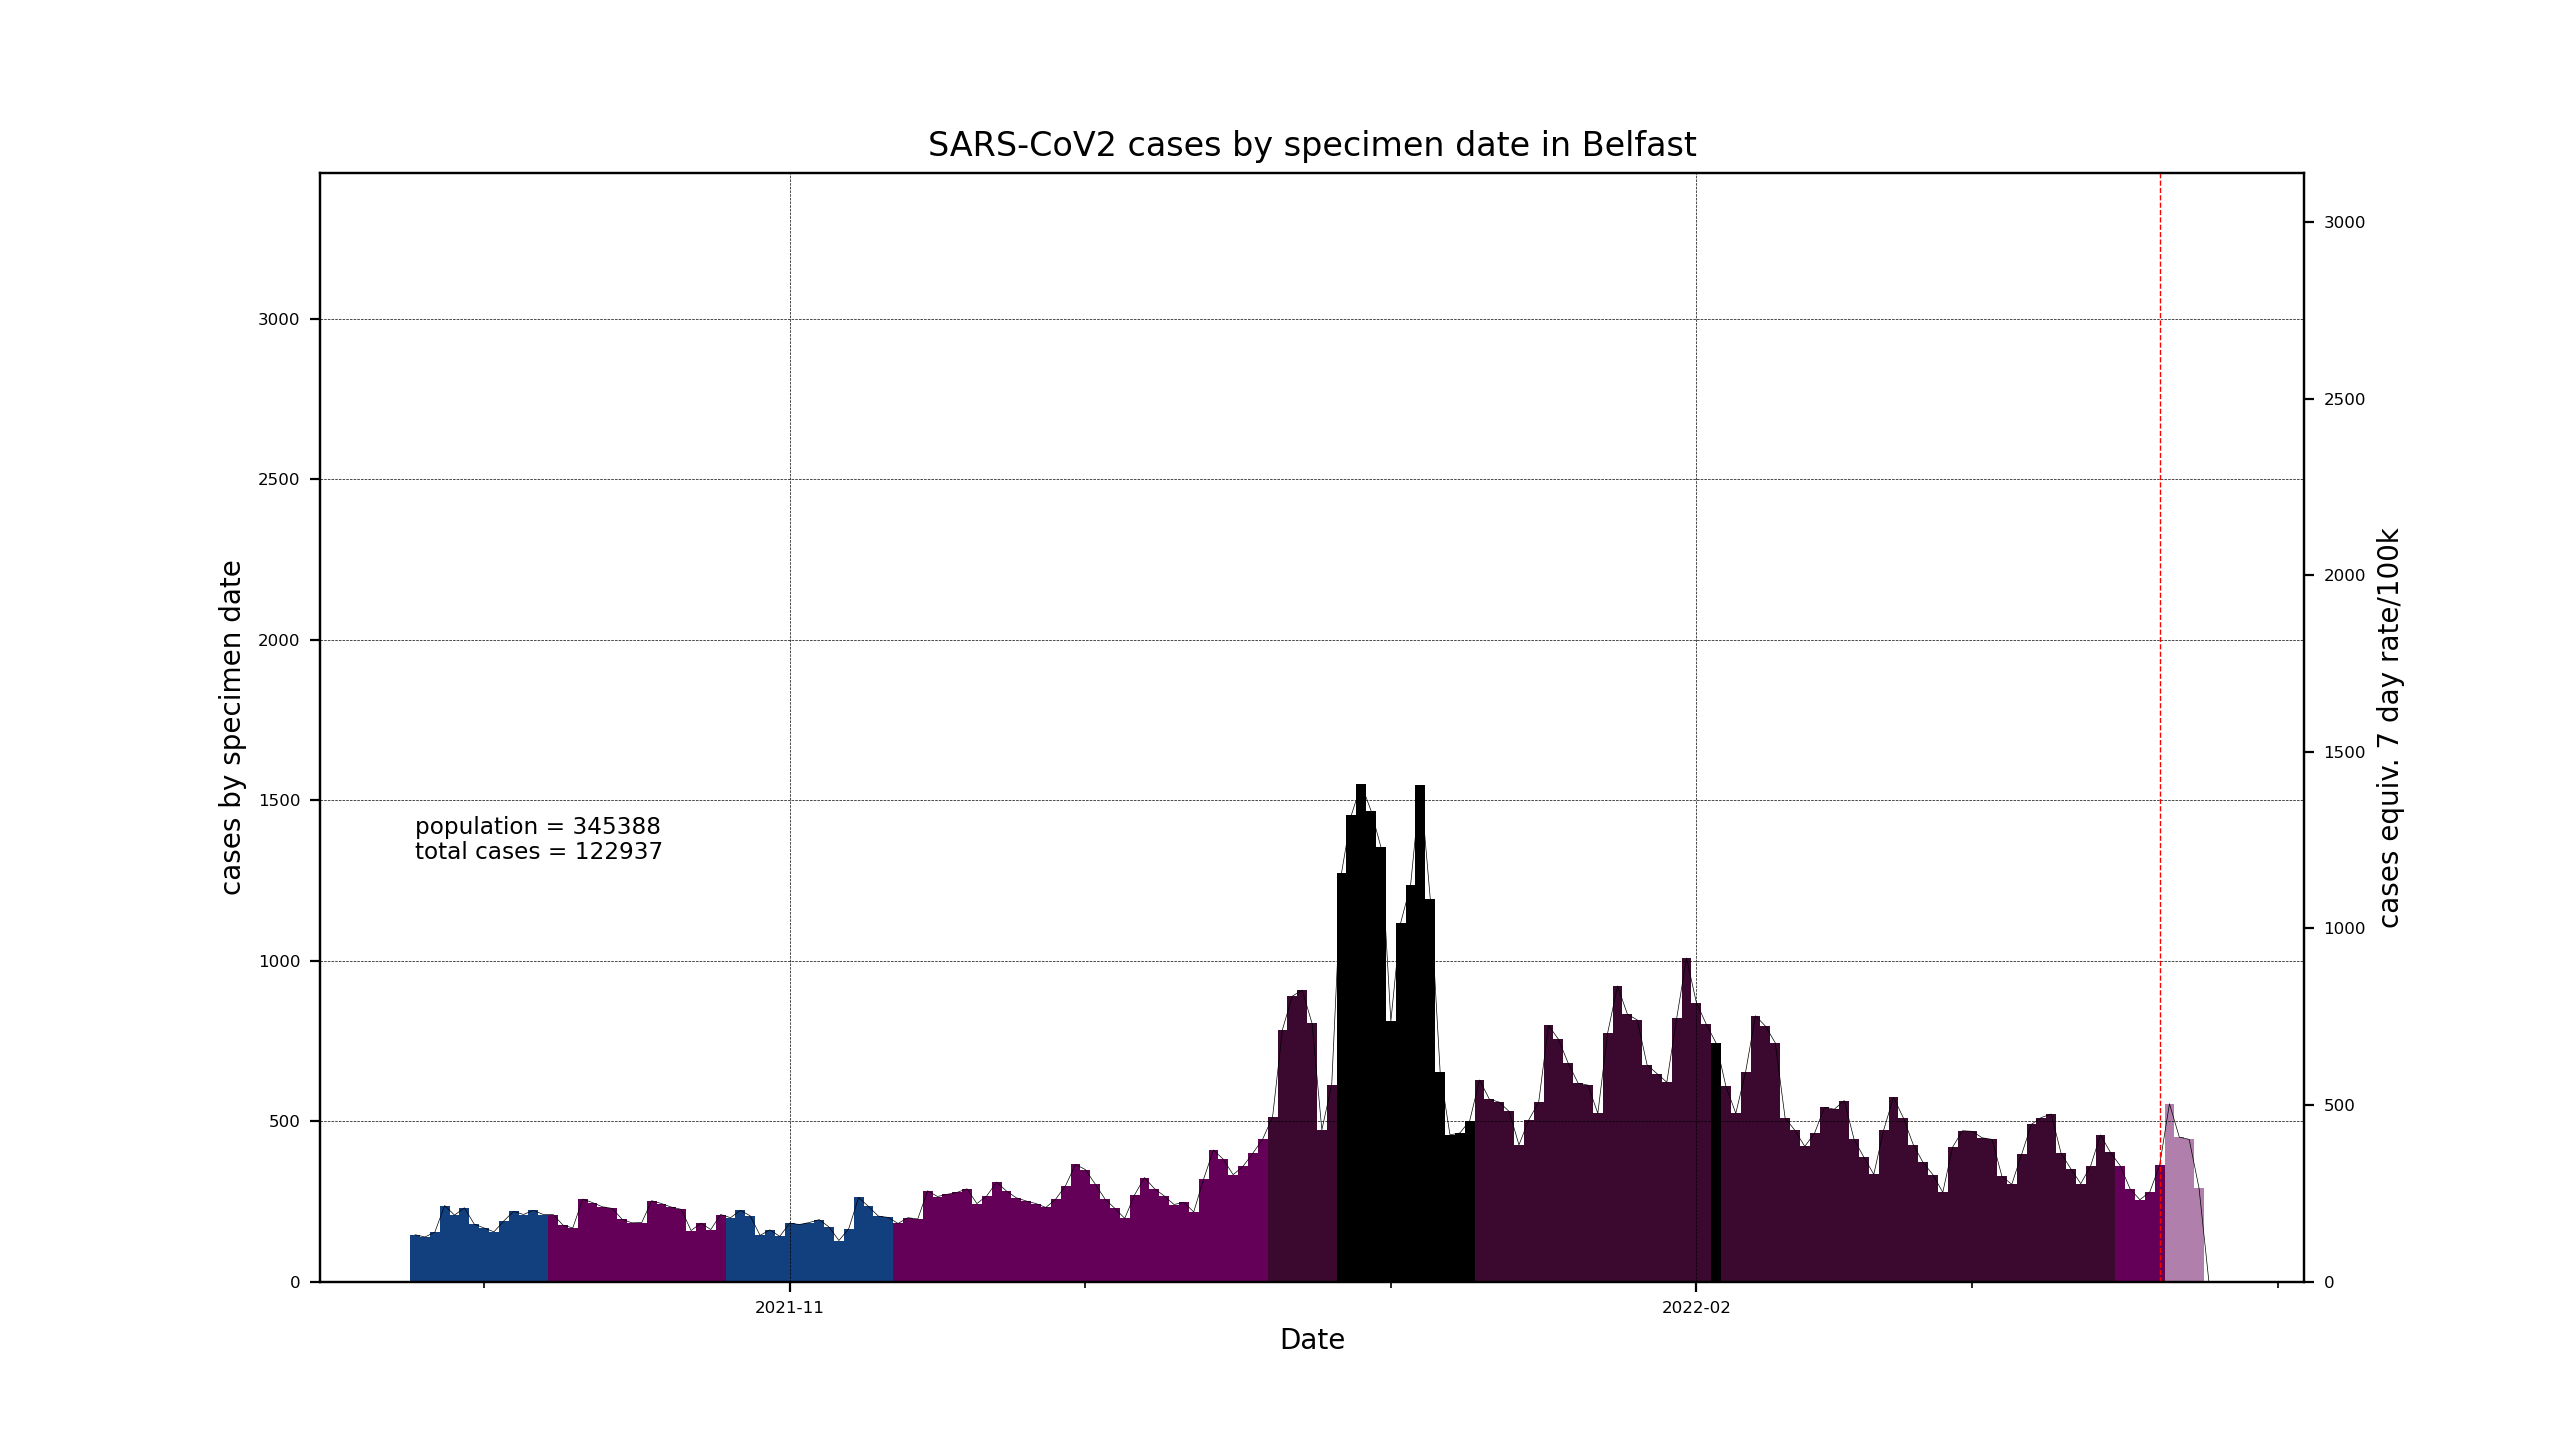 SARS-CoV2 cases by specimen date in Belfast
cases by specimen date
3000
2500
2000
1500
1000
500
0
population = 345388
total cases = 122937
3000
2500
2000
1500
1000
500
0
cases equiv. 7 day rate/100k
2021-11
2022-02
Date